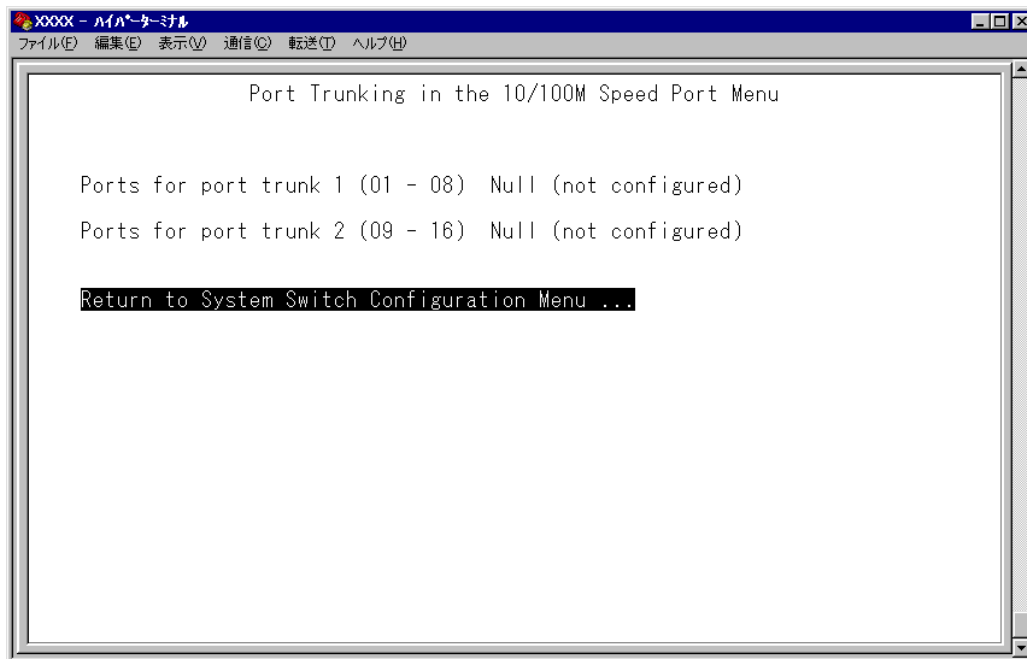 XXXX - ﾊｲﾊﾟｰﾀｰﾐﾅﾙ
ファイル(F) 編集(E) 表示(V) 通信(C) 転送(T) ヘルプ(H)
Port Trunking in the 10/100M Speed Port Menu
Ports for port trunk 1 (01 - 08) Null (not configured)
Ports for port trunk 2 (09 - 16) Null (not configured)
Return to System Switch Configuration Menu ...